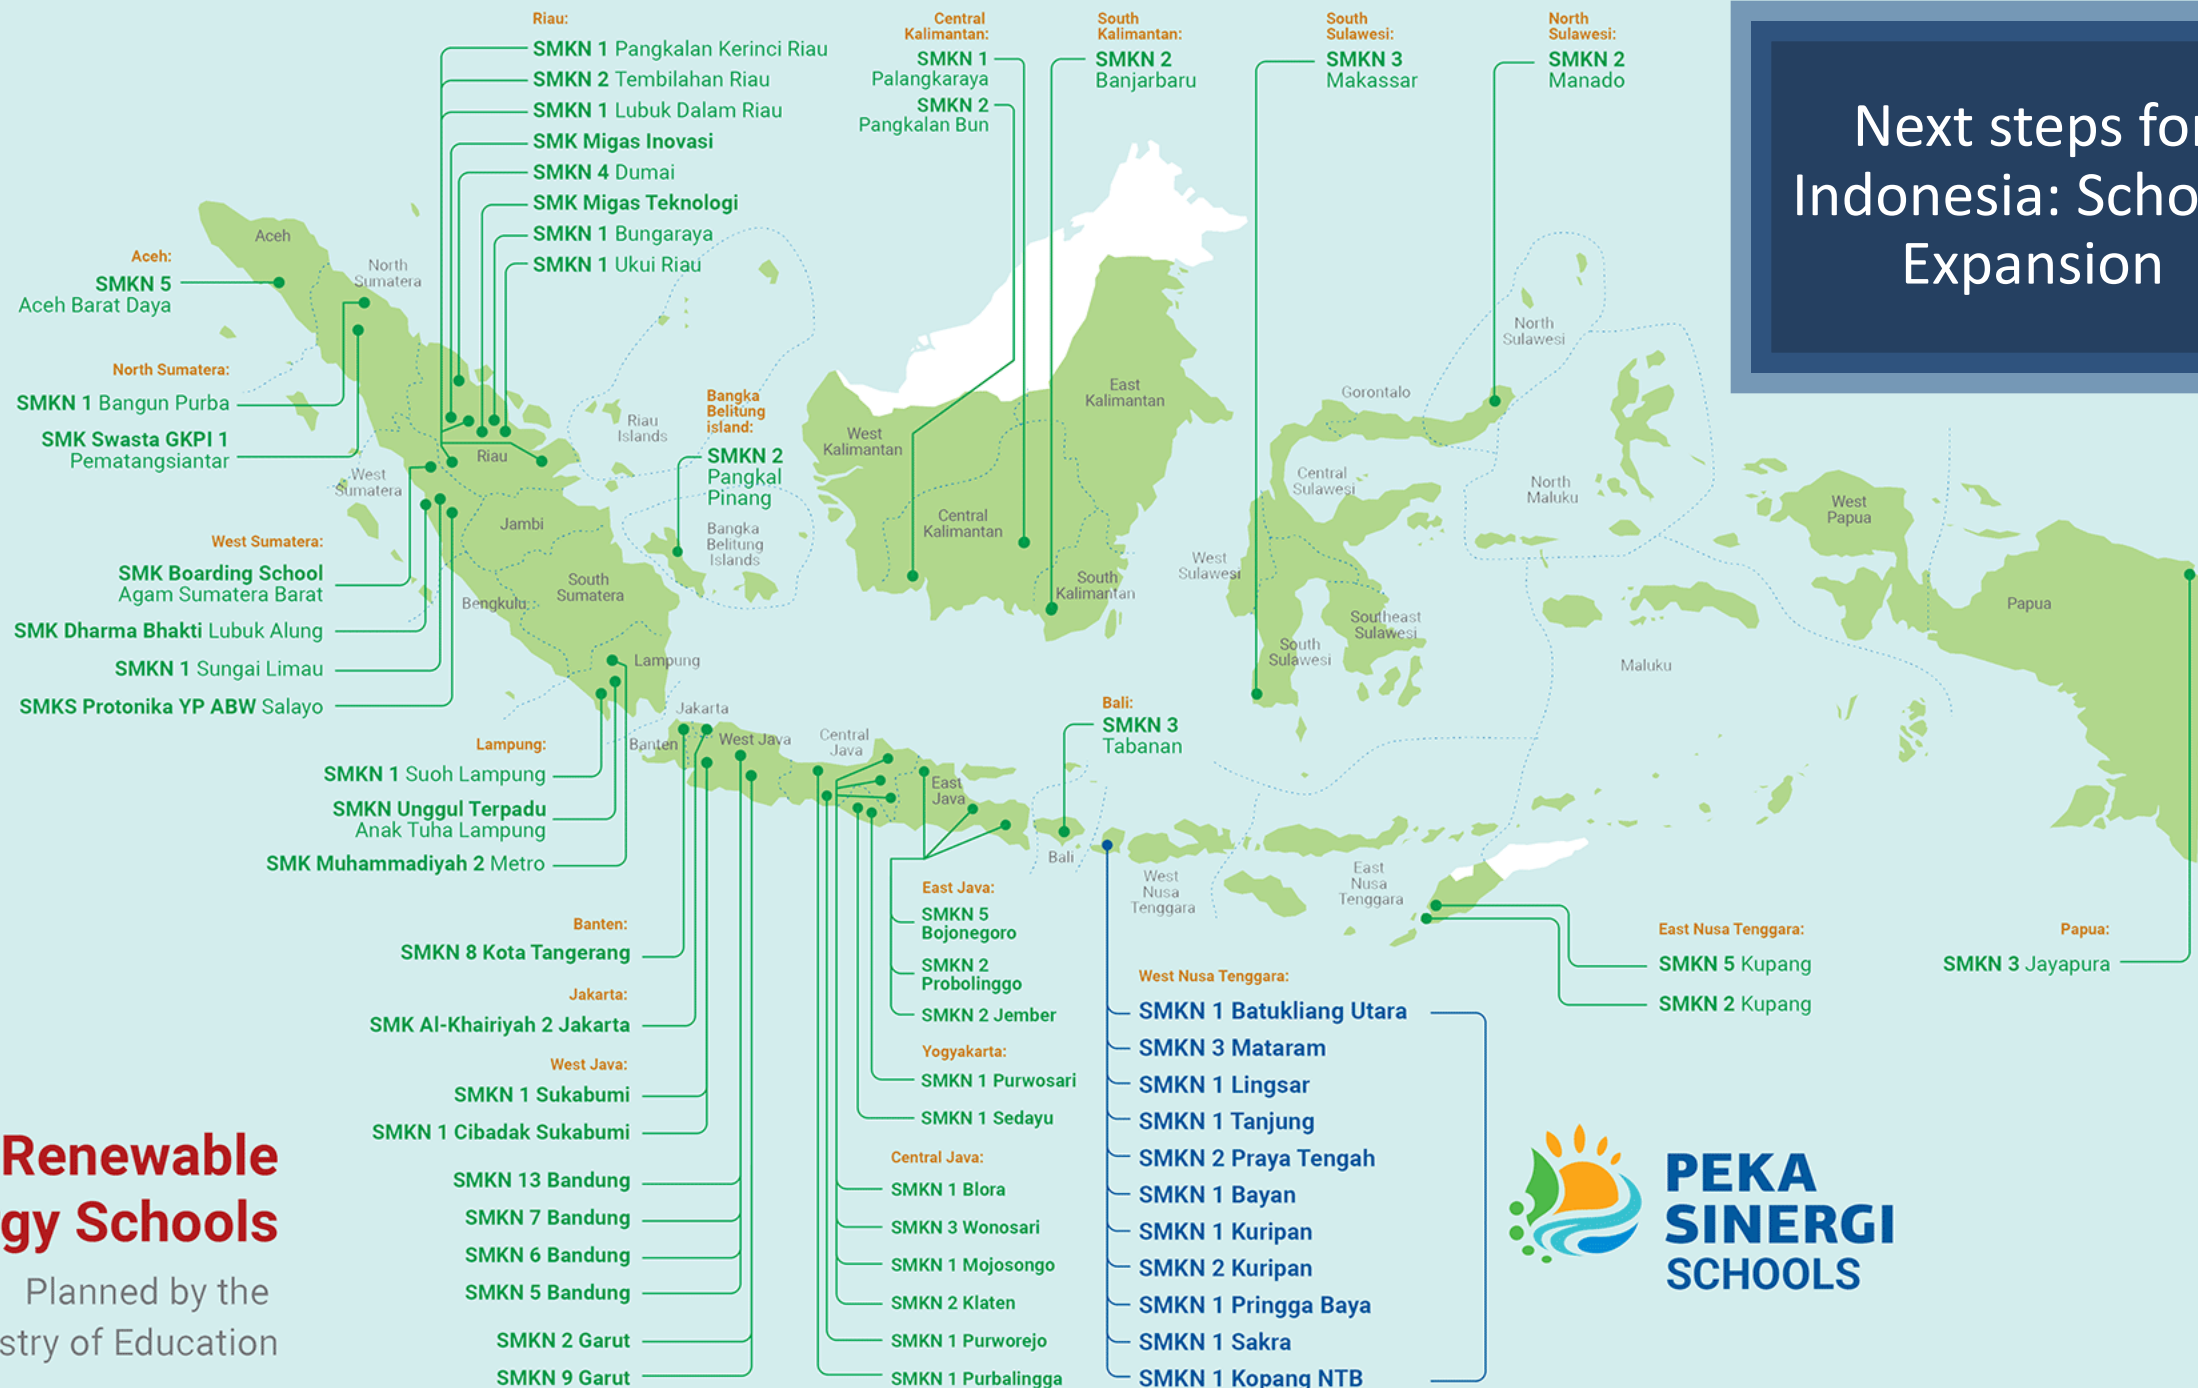 Riau:
SMKN 1 Pangkalan Kerinci Riau
SMKN 2 Tembilahan Riau
SMKN 1 Lubuk Dalam Riau
SMK Migas Inovasi
SMKN 4 Dumai
SMK Migas Teknologi
SMKN 1 Bungaraya
SMKN 1 Ukui Riau
Central
Kalimantan:
SMKN 1
Palangkaraya
SMKN 2
Pangkalan Bun
South
Kalimantan:
SMKN 2
Banjarbaru
South
Sulawesi:
SMKN 3
Makassar
North
Sulawesi:
SMKN 2
Manado
Next steps for
Indonesia: Schoo
Expansion
Aceh:
SMKN 5
Aceh Barat Daya
North Sumatera:
SMKN 1 Bangun Purba
SMK Swasta GKPI 1
Pematangsiantar
West Sumatera:
SMK Boarding School
Agam Sumatera Barat
SMK Dharma Bhakti Lubuk Alung
SMKN 1 Sungai Limau
SMKS Protonika YP ABW Salayo
Lampung:
SMKN 1 Suoh Lampung
SMKN Unggul Terpadu
Anak Tuha Lampung
SMK Muhammadiyah 2 Metro
Banten:
SMKN 8 Kota Tangerang
Jakarta:
SMK Al-Khairiyah 2 Jakarta
West Java:
SMKN 1 Sukabumi
SMKN 1 Cibadak Sukabumi
SMKN 13 Bandung
SMKN 7 Bandung
SMKN 6 Bandung
SMKN 5 Bandung
SMKN 2 Garut
SMKN 9 Garut
Bangka
Belitung
island:
SMKN 2
Pangkal
Pinang
Bali:
SMKN 3
Tabanan
East Java:
SMKN 5
Bojonegoro
SMKN 2
Probolinggo
SMKN 2 Jember
Yogyakarta:
SMKN 1 Purwosari
SMKN 1 Sedayu
Central Java:
SMKN 1 Blora
SMKN 3 Wonosari
SMKN 1 Mojosongo
SMKN 2 Klaten
SMKN 1 Purworejo
SMKN 1 Purbalingga
West Nusa Tenggara:
SMKN 1 Batukliang Utara
SMKN 3 Mataram
SMKN 1 Lingsar
SMKN 1 Tanjung
SMKN 2 Praya Tengah
SMKN 1 Bayan
SMKN 1 Kuripan
SMKN 2 Kuripan
SMKN 1 Pringga Baya
SMKN 1 Sakra
SMKN 1 Kopang NTB
East Nusa Tenggara:
SMKN 5 Kupang
SMKN 2 Kupang
Papua:
SMKN 3 Jayapura
Aceh
North
Sumatera
Riau
Riau
Islands
West
Sumatera
Jambi
Bengkulu
South
Sumatera
Bangka
Belitung
Islands
Lampung
Jakarta
Banten
West Java
Central
Java
East
Java
Bali
West
Nusa
Tenggara
East
Nusa
Tenggara
West
Kalimantan
Central
Kalimantan
East
Kalimantan
South
Kalimantan
Gorontalo
North
Sulawesi
Central
Sulawesi
West
Sulawesi
South
Sulawesi
Southeast
Sulawesi
North
Maluku
Maluku
West
Papua
Papua
Renewable
gy Schools
Planned by the
stry of Education
PEKA
SINERGI
SCHOOLS